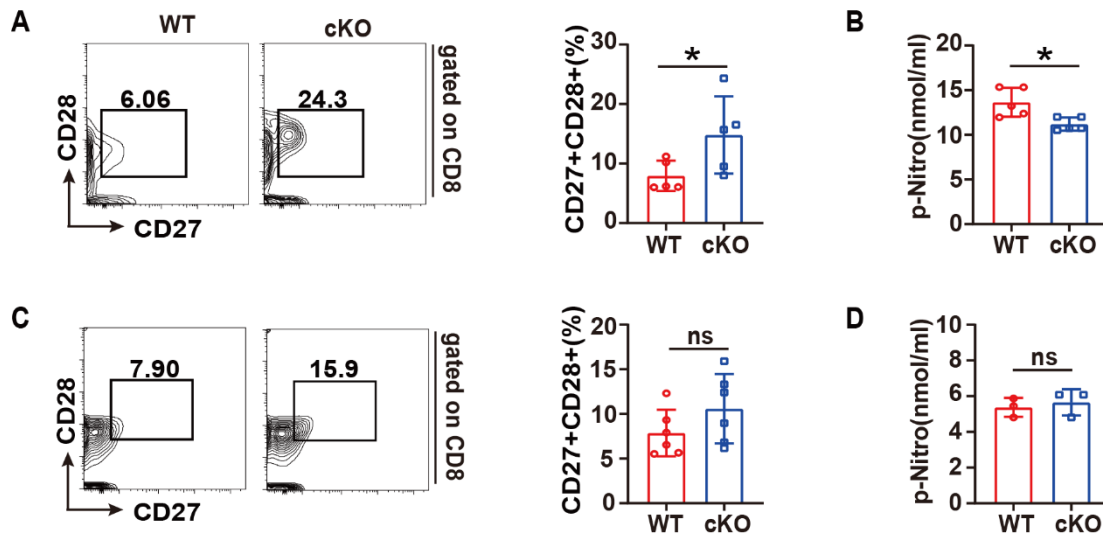 A
WT
cKO
CD28
6.06
24.3
gated on CD8
CD27
CD27+CD28+(%)
30
20
10
0
*
WT
cKO
B
p-Nitro(nmol/ml)
20
15
10
5
0
*
WT
cKO
C
CD28
7.90
15.9
gated on CD8
CD27
CD27+CD28+(%)
20
15
10
5
0
ns
WT
cKO
D
p-Nitro(nmol/ml)
10
8
6
4
2
0
ns
WT
cKO